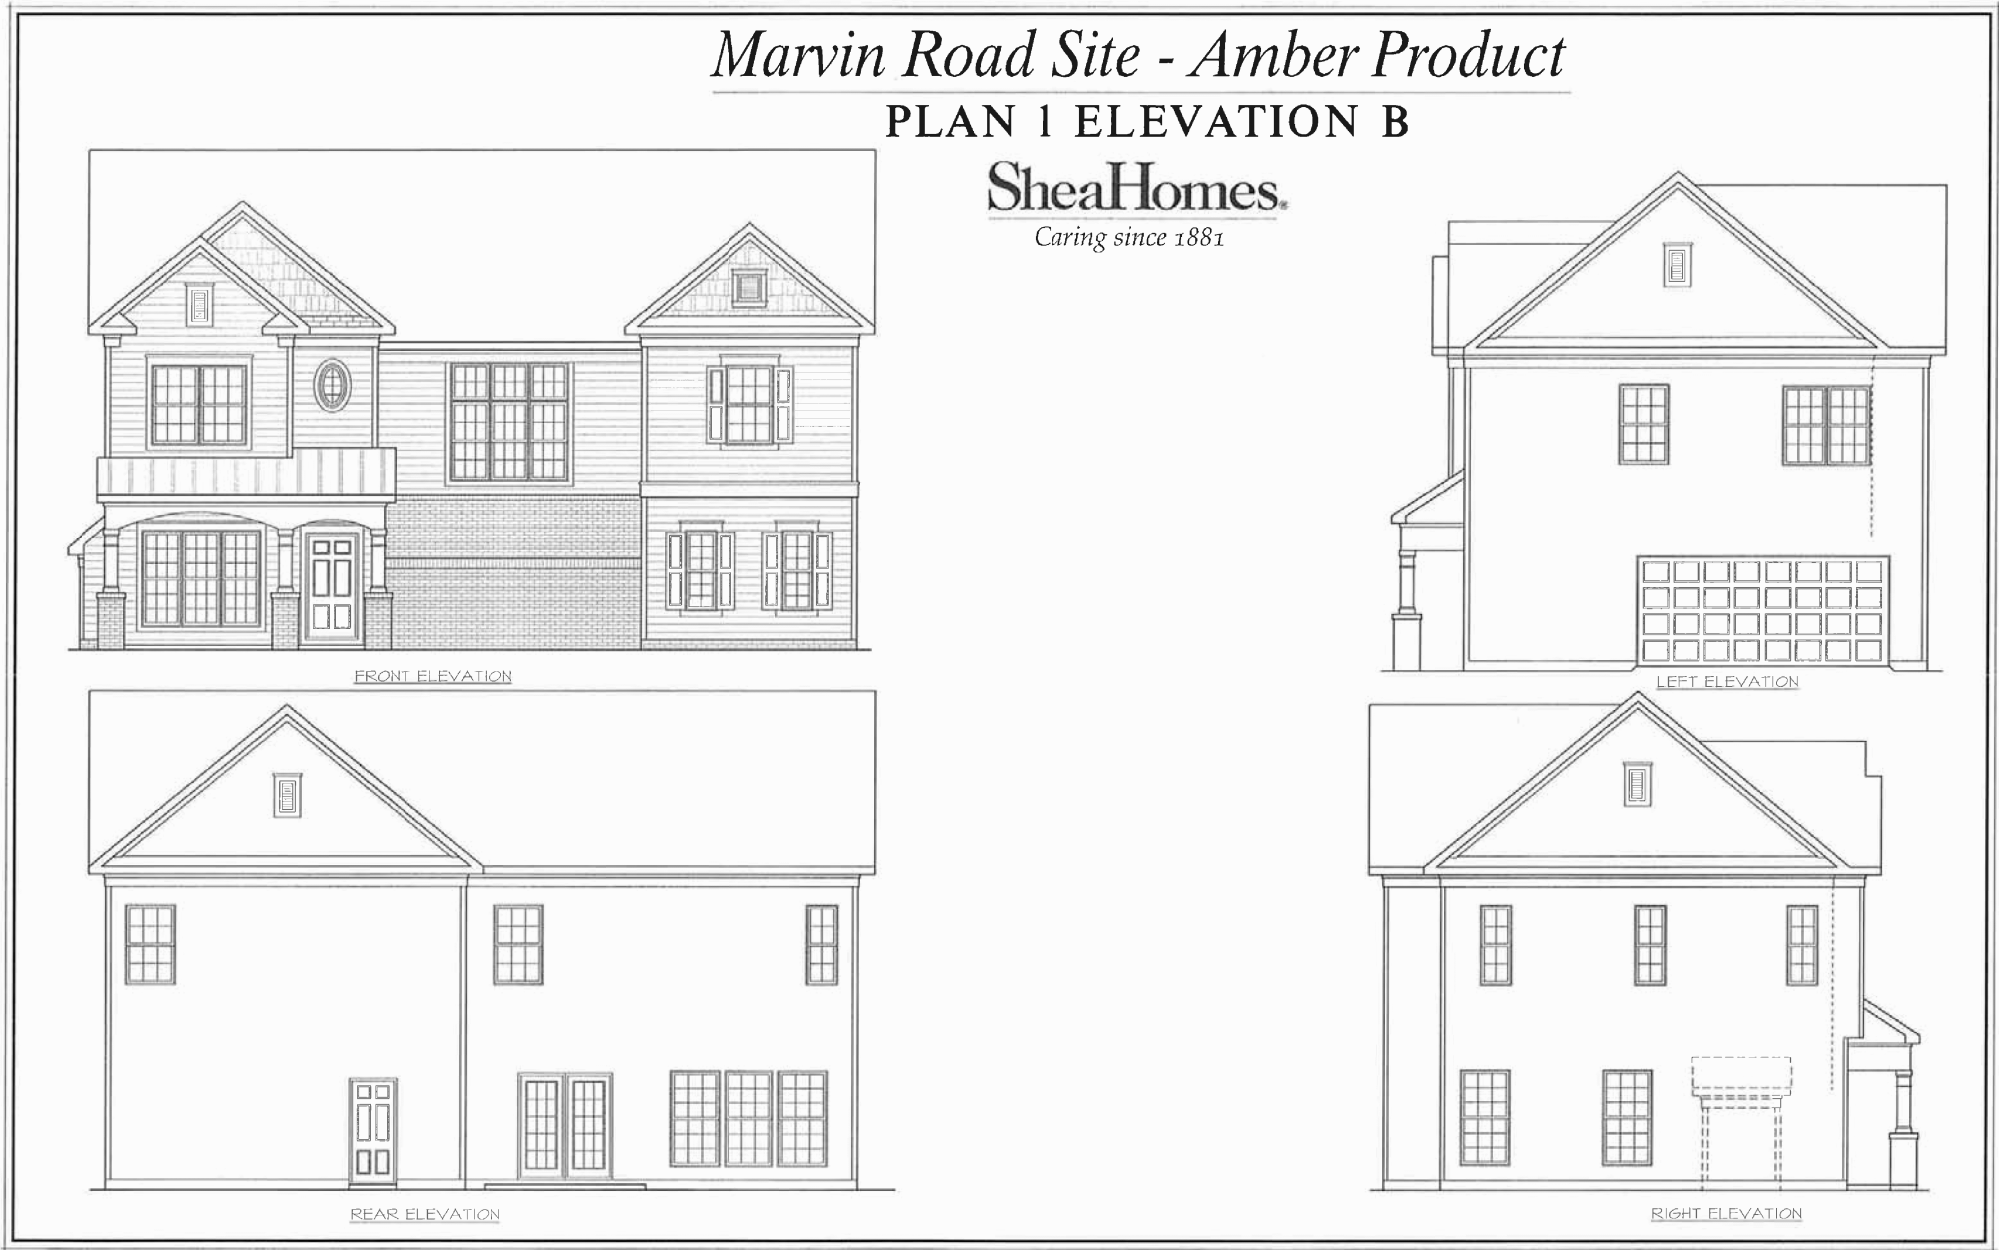 Marvin Road Site - Amber Product
PLAN 1 ELEVATION B
SheaHomes®
Caring since 1881
FRONT ELEVATION
LEFT ELEVATION
REAR ELEVATION
RIGHT ELEVATION